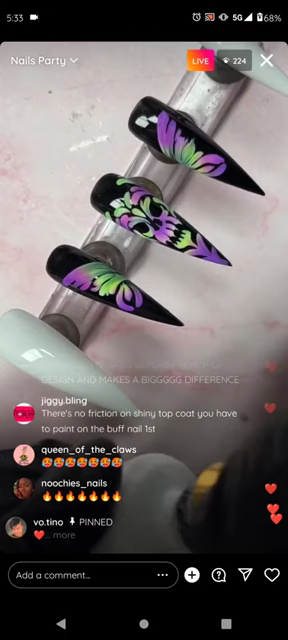 5:33
5G 68%
Nails Party
LIVE 224
DESIGN AND MAKES A BIGGGGG DIFFERENCE
jiggy.bling
There's no friction on shiny top coat you have
to paint on the buff nail 1st
queen_of_the_claws
🥵🥵🥵🥵🥵🥵🥵
noochies_nails
🔥🔥🔥🔥🔥🔥🔥
vo.tino PINNED
❤️... more
Add a comment...